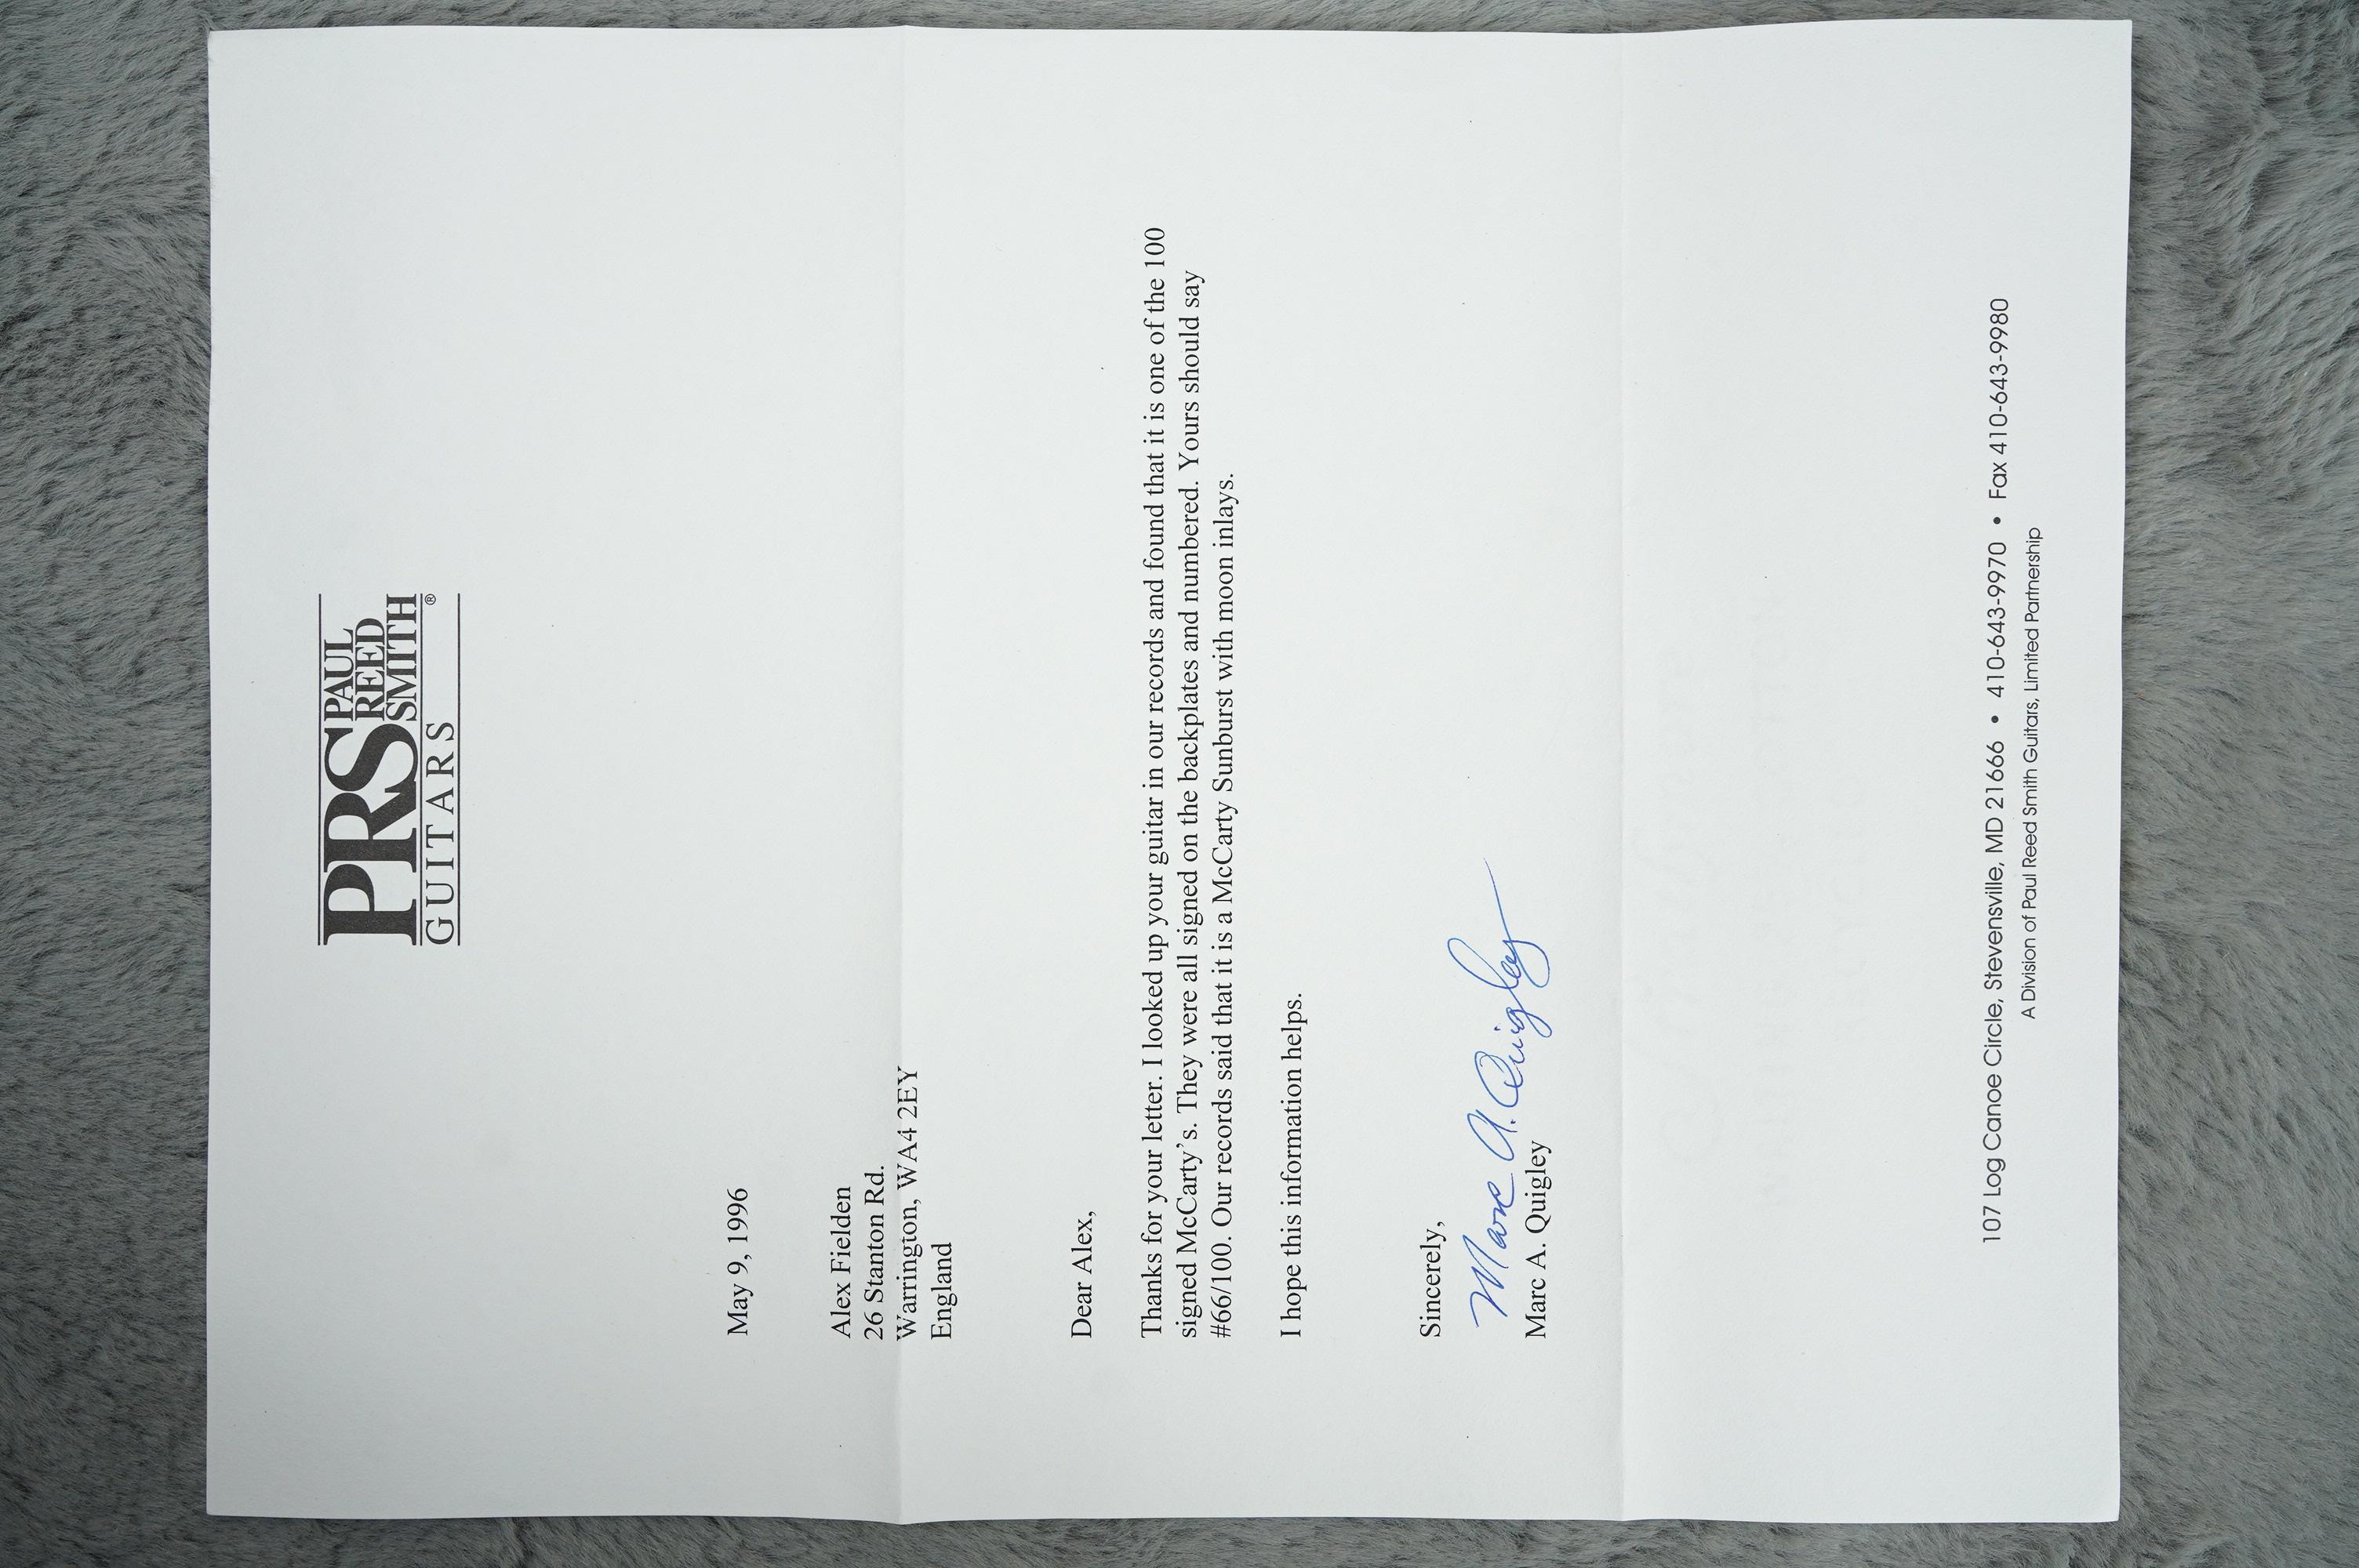 PRS PAUL
REED
SMITH
GUITARS ®
May 9, 1996
Alex Fielden
26 Stanton Rd.
Warrington, WA4 2EY
England
Dear Alex,
Thanks for your letter. I looked up your guitar in our records and found that it is one of the 100
signed McCarty's. They were all signed on the backplates and numbered. Yours should say
#66/100. Our records said that it is a McCarty Sunburst with moon inlays.
I hope this information helps.
Sincerely,
Marc A. Quigley
Marc A. Quigley
107 Log Canoe Circle, Stevensville, MD 21666 • 410-643-9970 • Fax 410-643-9980
A Division of Paul Reed Smith Guitars, Limited Partnership